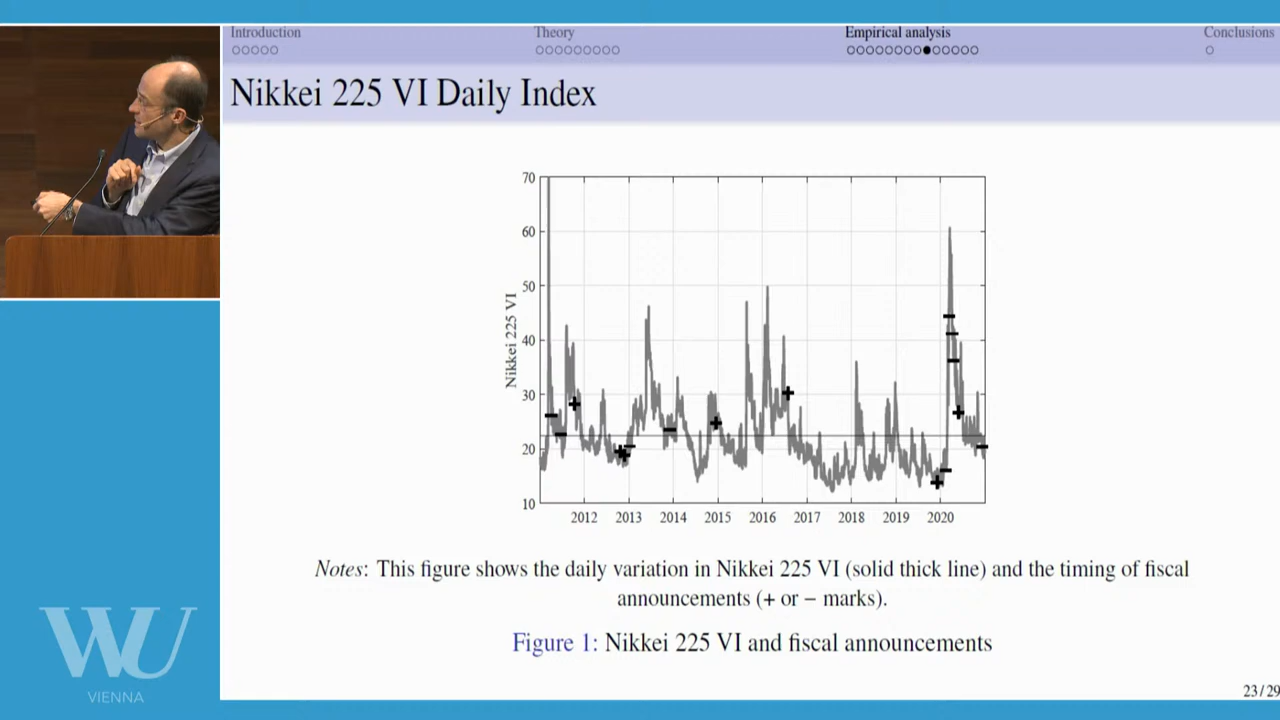 Introduction
Theory
Empirical analysis
Conclusions
Nikkei 225 VI Daily Index
70
60
50
40
30
20
10
Nikkei 225 VI
2012 2013 2014 2015 2016 2017 2018 2019 2020
Notes: This figure shows the daily variation in Nikkei 225 VI (solid thick line) and the timing of fiscal
announcements (+ or − marks).
Figure 1: Nikkei 225 VI and fiscal announcements
23/29
WU
VIENNA